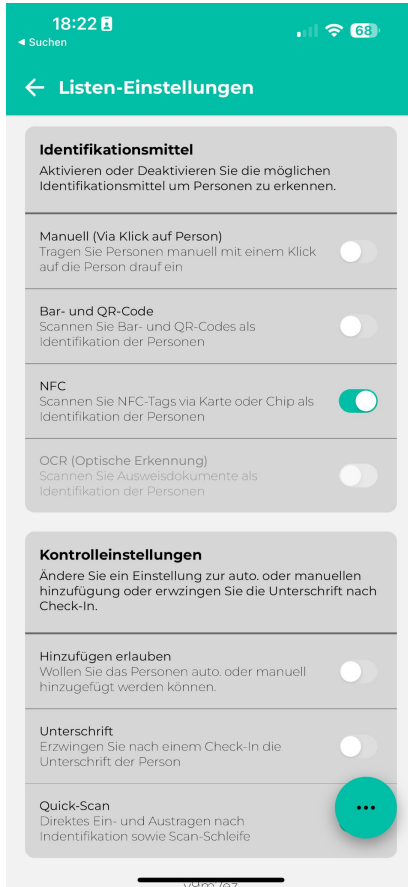 18:22
68
Suchen
Listen-Einstellungen
Identifikationsmittel
Aktivieren oder Deaktivieren Sie die möglichen
Identifikationsmittel um Personen zu erkennen.
Manuell (Via Klick auf Person)
Tragen Sie Personen manuell mit einem Klick
auf die Person drauf ein
Bar- und QR-Code
Scannen Sie Bar- und QR-Codes als
Identifikation der Personen
NFC
Scannen Sie NFC-Tags via Karte oder Chip als
Identifikation der Personen
OCR (Optische Erkennung)
Scannen Sie Ausweisdokumente als
Identifikation der Personen
Kontrolleinstellungen
Ändere Sie ein Einstellung zur auto. oder manuellen
hinzufügung oder erwzingen Sie die Unterschrift nach
Check-In.
Hinzufügen erlauben
Wollen Sie das Personen auto. oder manuell
hinzugefügt werden können.
Unterschrift
Erzwingen Sie nach einem Check-In die
Unterschrift der Person
Quick-Scan
Direktes Ein- und Austragen nach
Indentifikation sowie Scan-Schleife